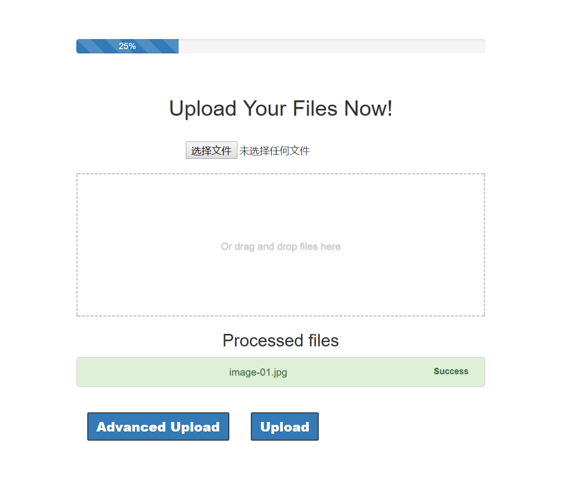 25%
Upload Your Files Now!
选择文件 未选择任何文件
Or drag and drop files here
Processed files
image-01.jpg Success
Advanced Upload Upload